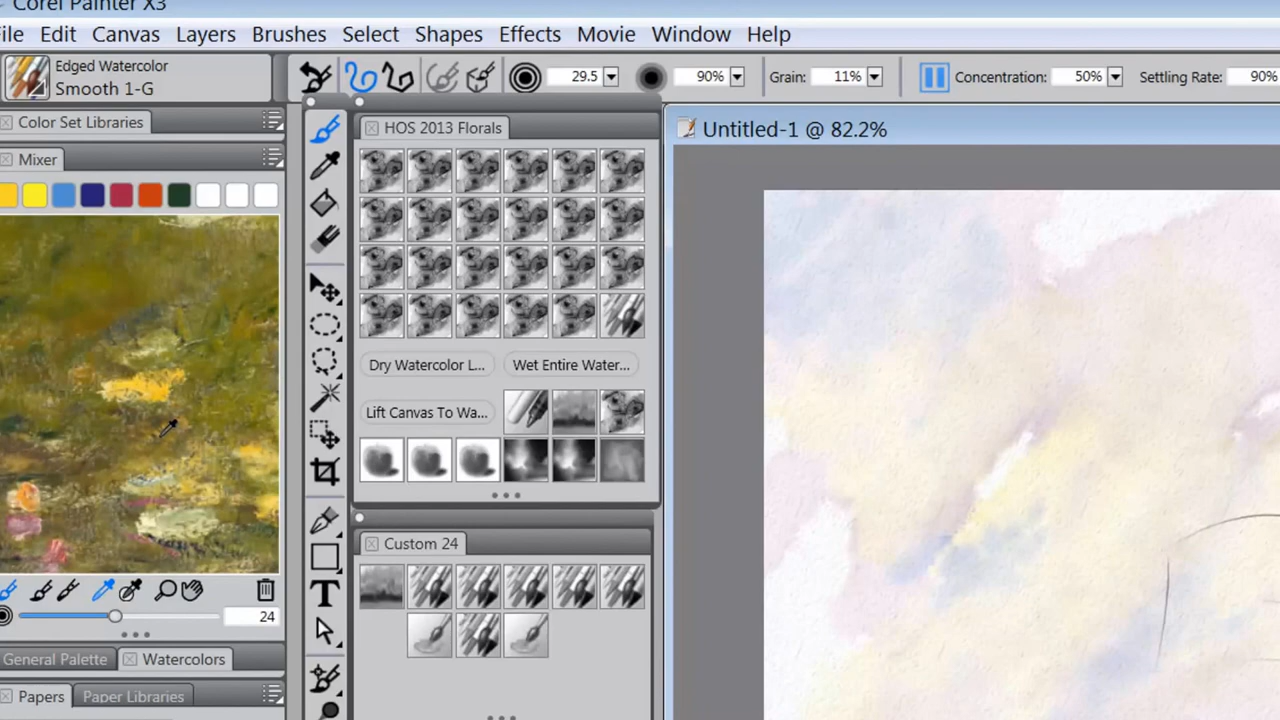 Corel Painter X3
File Edit Canvas Layers Brushes Select Shapes Effects Movie Window Help
Edged Watercolor
Smooth 1-G
29.5 90% Grain: 11% Concentration: 50% Settling Rate: 90%
Color Set Libraries
Mixer
HOS 2013 Florals
Untitled-1 @ 82.2%
Dry Watercolor L... Wet Entire Water...
Lift Canvas To Wa...
Custom 24
T
24
General Palette Watercolors
Papers Paper Libraries